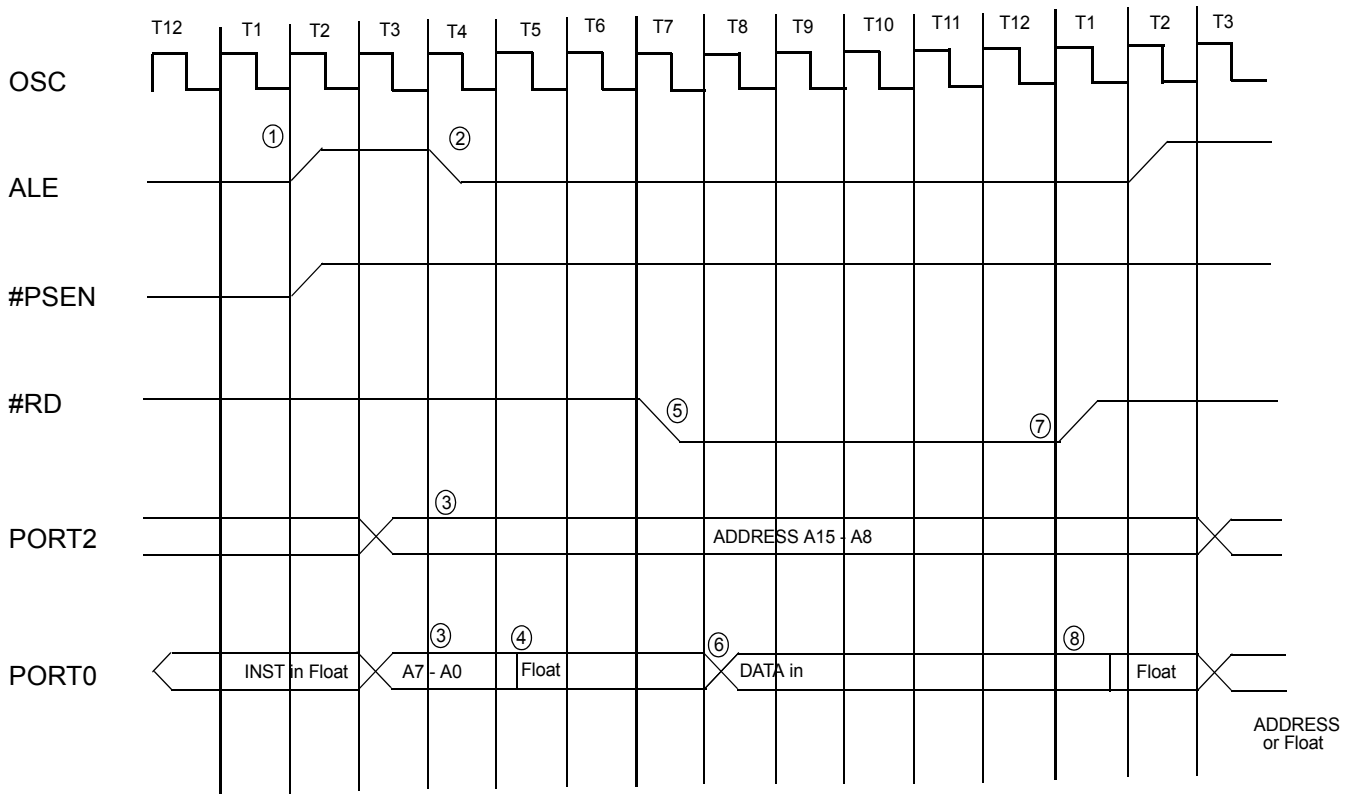 T12 T1 T2 T3 T4 T5 T6 T7 T8 T9 T10 T11 T12 T1 T2 T3
OSC
① ②
ALE
#PSEN
#RD
⑤ ⑦
③
PORT2
ADDRESS A15 - A8
③ ④ ⑥ ⑧
PORT0
INST in Float A7 - A0 Float DATA in Float
ADDRESS
or Float